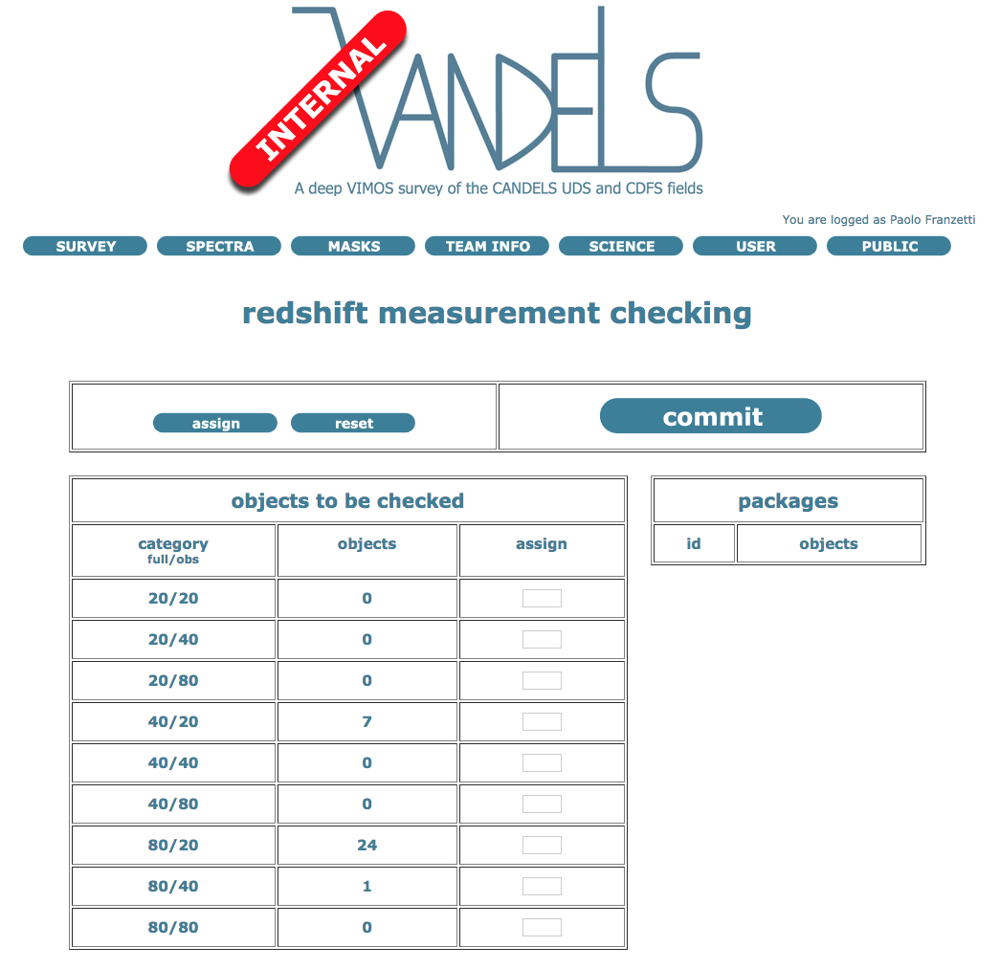 INTERNAL
VANDELS
A deep VIMOS survey of the CANDELS UDS and CDFS fields
You are logged as Paolo Franzetti
SURVEY SPECTRA MASKS TEAM INFO SCIENCE USER PUBLIC
redshift measurement checking
assign reset commit
objects to be checked
category objects assign
full/obs
20/20 0
20/40 0
20/80 0
40/20 7
40/40 0
40/80 0
80/20 24
80/40 1
80/80 0
packages
id objects